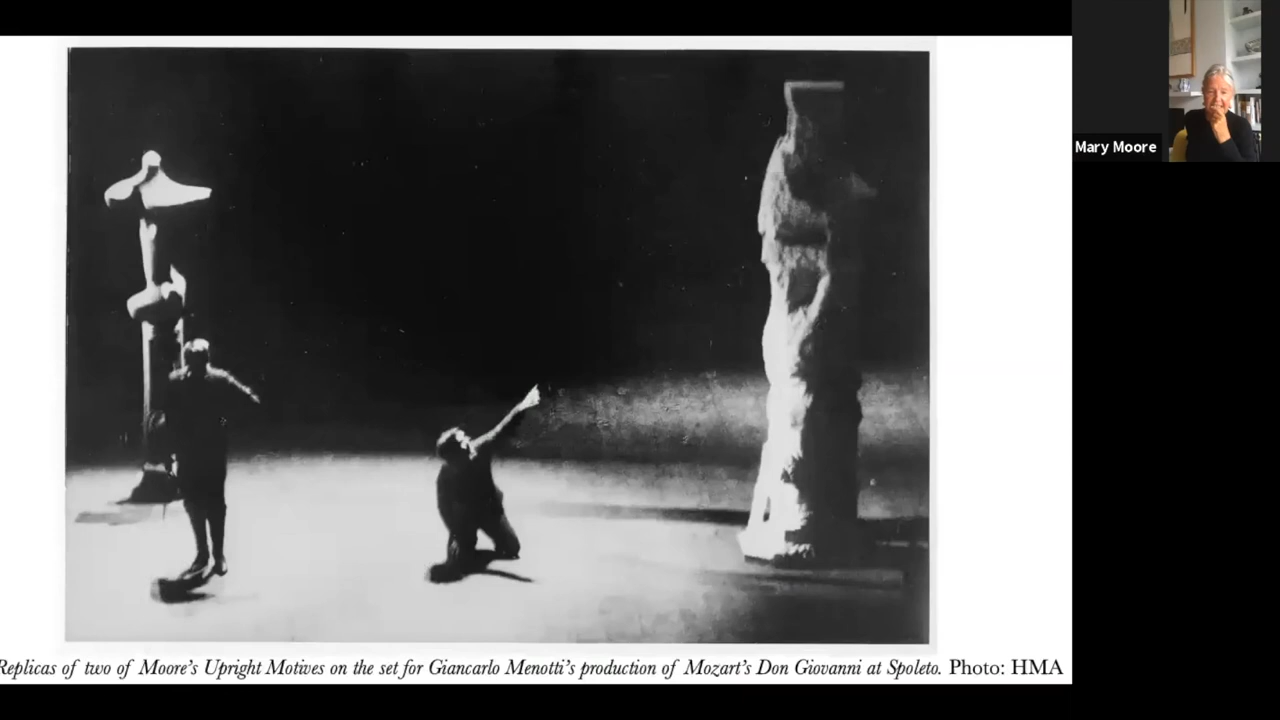 Mary Moore
Replicas of two of Moore's Upright Motives on the set for Giancarlo Menotti's production of Mozart's Don Giovanni at Spoleto. Photo: HMA